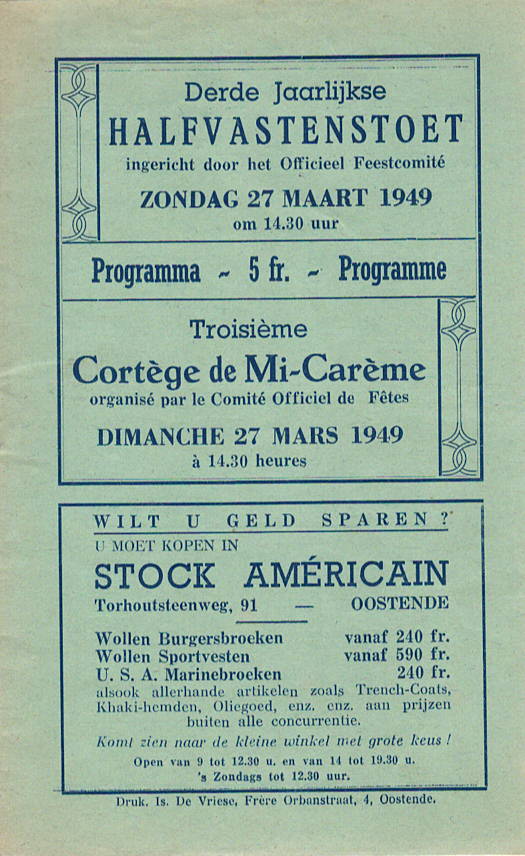 Derde Jaarlijkse
HALFVASTENSTOET
ingericht door het Officieel Feestcomité
ZONDAG 27 MAART 1949
om 14.30 uur
Programma - 5 fr. - Programme
Troisième
Cortège de Mi-Carème
organisé par le Comité Officiel de Fêtes
DIMANCHE 27 MARS 1949
à 14.30 heures
WILT U GELD SPAREN ?
U MOET KOPEN IN
STOCK AMÉRICAIN
Torhoutsteenweg, 91 — OOSTENDE
Wollen Burgersbroeken vanaf 240 fr.
Wollen Sportvesten vanaf 590 fr.
U. S. A. Marinebroeken 240 fr.
alsook allerhande artikelen zoals Trench-Coats,
Khaki-hemden, Oliegoed, enz. enz. aan prijzen
buiten alle concurrentie.
Komt zien naar de kleine winkel met grote keus !
Open van 9 tot 12.30 u. en van 14 tot 19.30 u.
's Zondags tot 12.30 uur.
Druk. Is. De Vriese, Frère Orbanstraat, 4, Oostende.